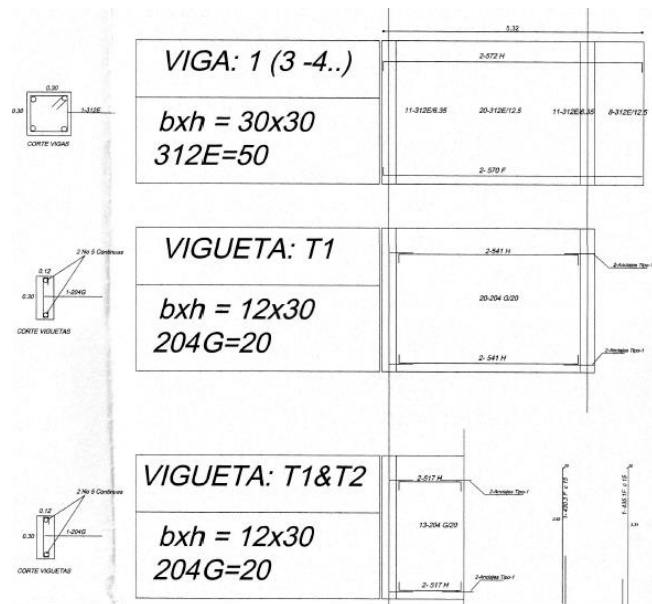 5.32
VIGA: 1 (3 -4..)
2-572 H
0.30
0.30
1-312E
11-312E/6.35
20-312E/12.5
11-312E/6.35
8-312E/12.5
bxh = 30x30
312E=50
CORTE VIGAS
2- 570 F
VIGUETA: T1
2 No 5 Continuas
2-541 H
2-Anclajes Tipo-1
0.12
0.30
1-204G
20-204 G/20
bxh = 12x30
204G=20
CORTE VIGUETAS
2- 541 H
2-Anclajes Tipo-1
VIGUETA: T1&T2
2-517 H
2 No 5 Continuas
2-Anclajes Tipo-1
0.12
0.30
1-204G
13-204 G/20
bxh = 12x30
204G=20
CORTE VIGUETAS
2- 517 H
2-Anclajes Tipo-1